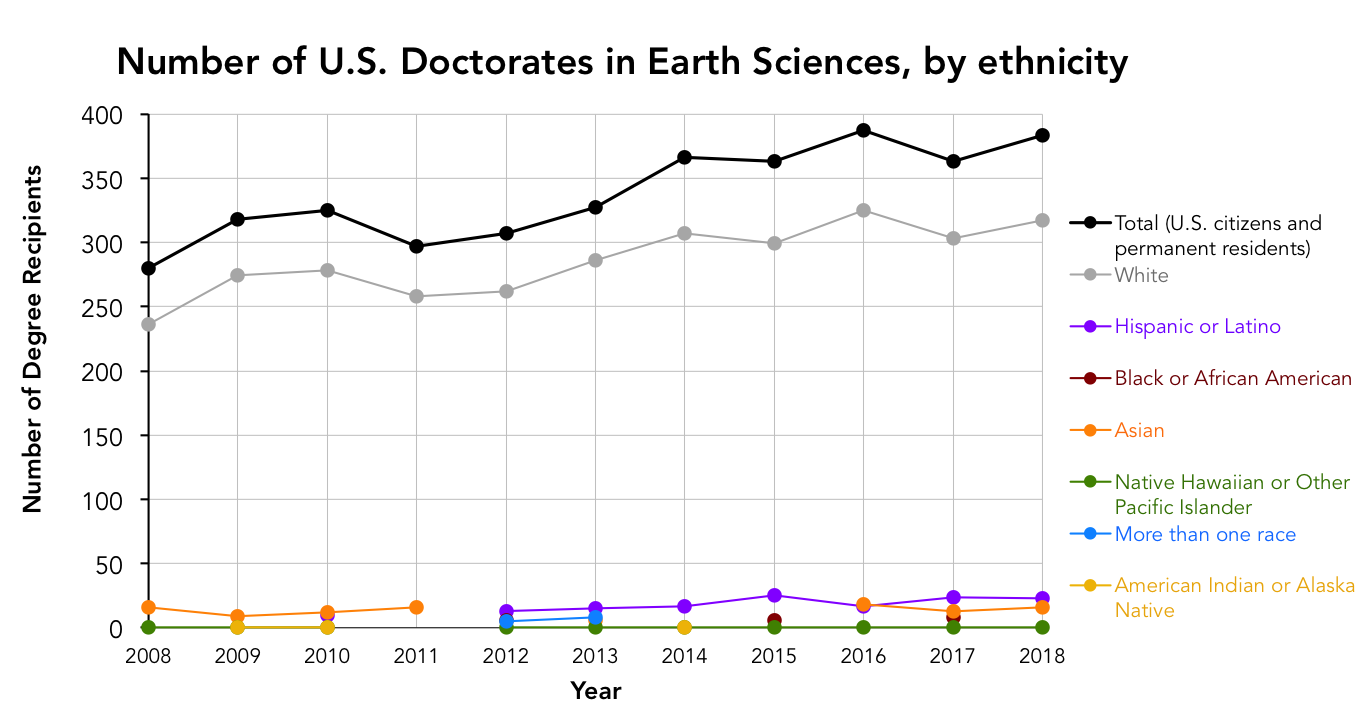 Number of U.S. Doctorates in Earth Sciences, by ethnicity
Number of Degree Recipients
400
350
300
250
200
150
100
50
0
2008 2009 2010 2011 2012 2013 2014 2015 2016 2017 2018
Year
Total (U.S. citizens and
permanent residents)
White
Hispanic or Latino
Black or African American
Asian
Native Hawaiian or Other
Pacific Islander
More than one race
American Indian or Alaska
Native